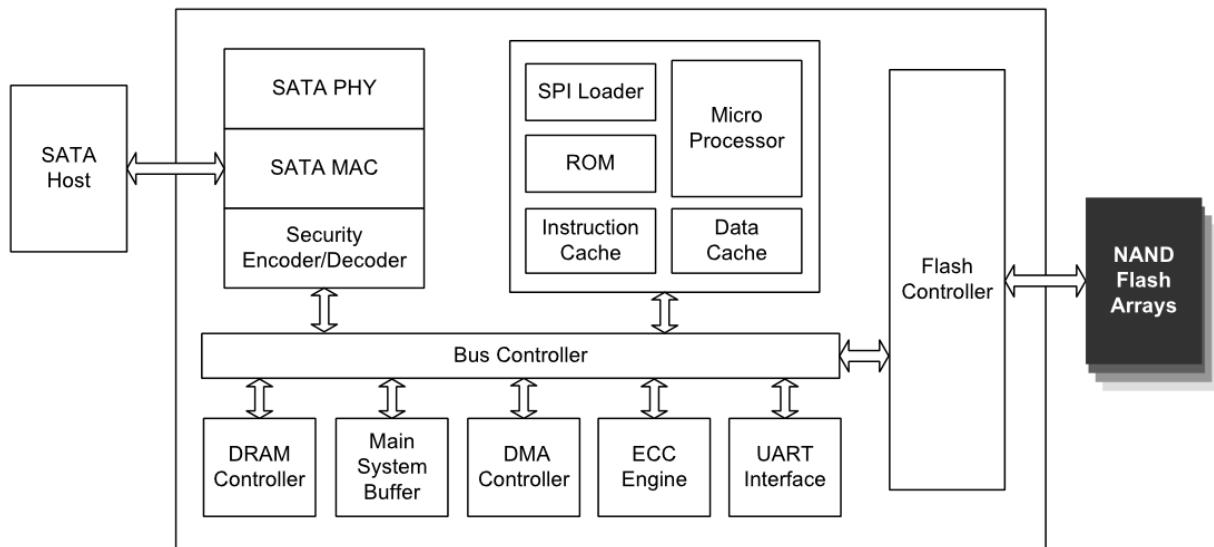 SATA
Host
SATA PHY
SATA MAC
Security
Encoder/Decoder
SPI Loader
ROM
Instruction
Cache
Micro
Processor
Data
Cache
Flash
Controller
NAND
Flash
Arrays
Bus Controller
DRAM
Controller
Main
System
Buffer
DMA
Controller
ECC
Engine
UART
Interface